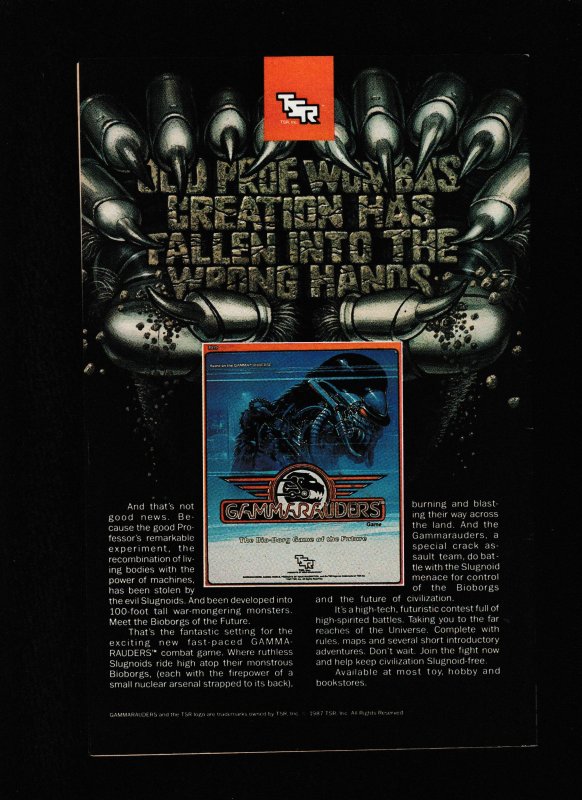 TSR
TSR, Inc.
OLD PROF. WOMBAS
CREATION HAS
FALLEN INTO THE
WRONG HANDS.
GAMMARAUDERS™
Game
The Bio-Borg Game of the Future
TSR
And that's not
good news. Be-
cause the good Pro-
fessor's remarkable
experiment, the
recombination of liv-
ing bodies with the
power of machines,
has been stolen by
the evil Slugnoids. And been developed into
100-foot tall war-mongering monsters.
Meet the Bioborgs of the Future.
That's the fantastic setting for the
exciting new fast-paced GAMMA-
RAUDERS™ combat game. Where ruthless
Slugnoids ride high atop their monstrous
Bioborgs, (each with the firepower of a
small nuclear arsenal strapped to its back),
burning and blast-
ing their way across
the land. And the
Gammarauders, a
special crack as-
sault team, do bat-
tle with the Slugnoid
menace for control
of the Bioborgs
and the future of civilization.
It's a high-tech, futuristic contest full of
high-spirited battles. Taking you to the far
reaches of the Universe. Complete with
rules, maps and several short introductory
adventures. Don't wait. Join the fight now
and help keep civilization Slugnoid-free.
Available at most toy, hobby and
bookstores.
GAMMARAUDERS and the TSR logo are trademarks owned by TSR, Inc. © 1987 TSR, Inc. All Rights Reserved.